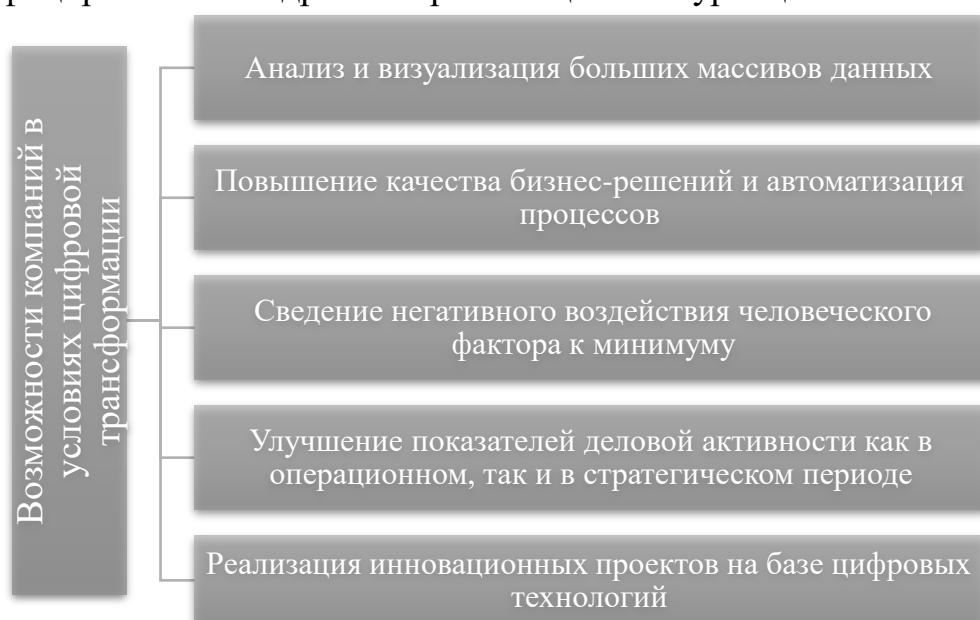 Возможности компаний в
условиях цифровой
трансформации
Анализ и визуализация больших массивов данных
Повышение качества бизнес-решений и автоматизация
процессов
Сведение негативного воздействия человеческого
фактора к минимуму
Улучшение показателей деловой активности как в
операционном, так и в стратегическом периоде
Реализация инновационных проектов на базе цифровых
технологий